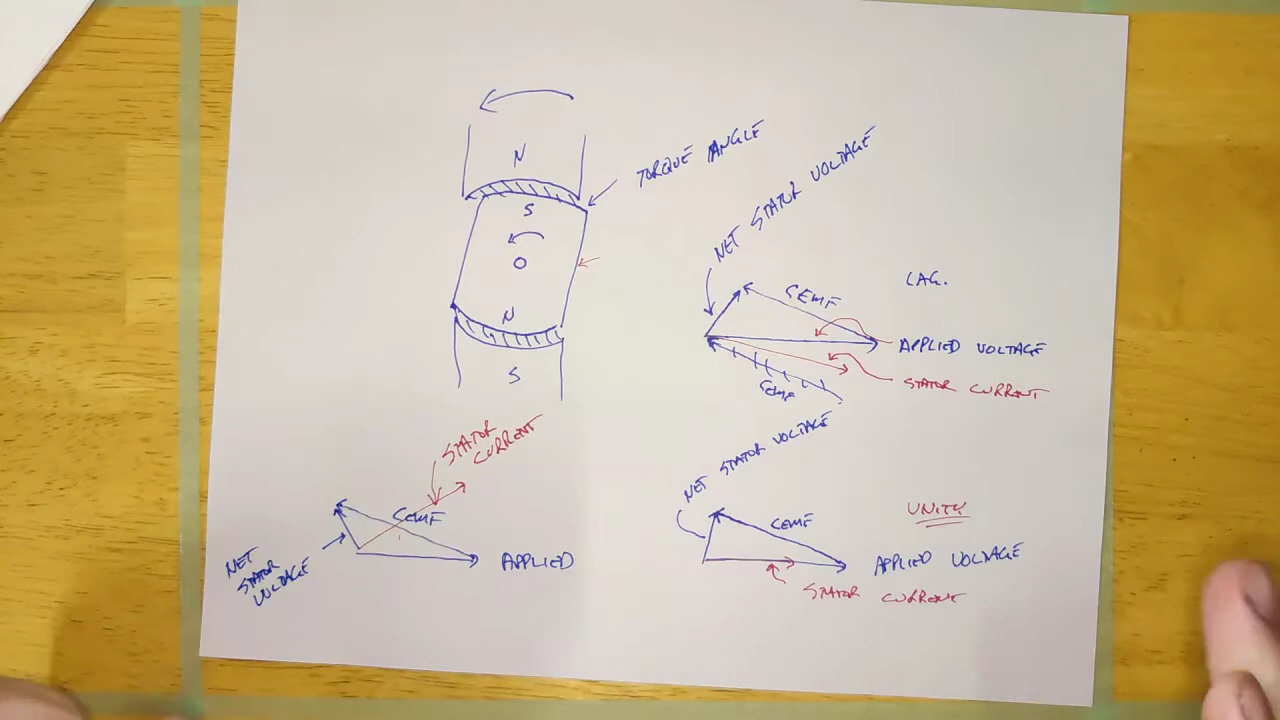 N
TORQUE ANGLE
S
O
N
S
NET STATOR VOLTAGE
LAG.
CEMF
APPLIED VOLTAGE
STATOR CURRENT
CEMF
STATOR
CURRENT
CEMF
NET
STATOR
VOLTAGE
APPLIED
NET STATOR VOLTAGE
UNITY
CEMF
APPLIED VOLTAGE
STATOR CURRENT